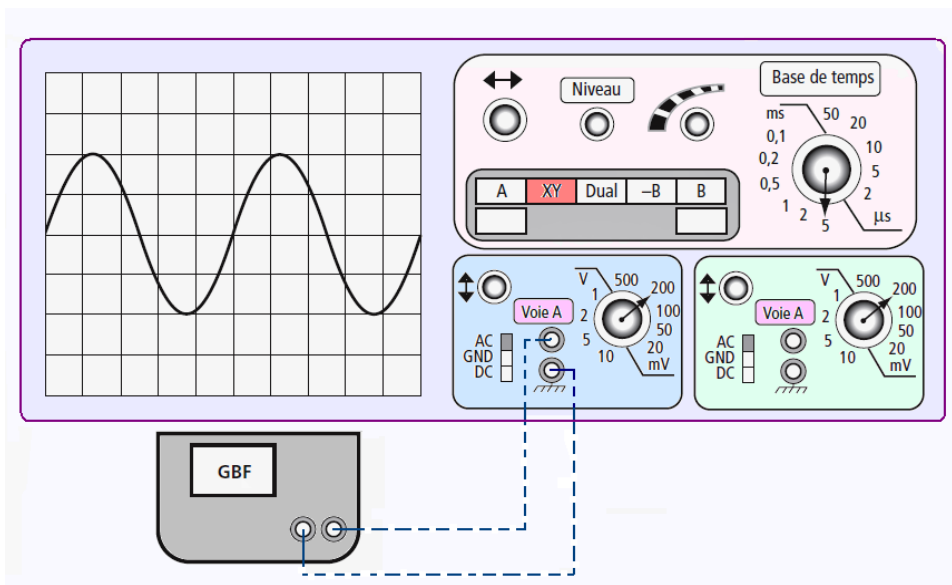 Niveau
Base de temps
ms
50
20
0,1
10
0,2
5
0,5
2
1
2
5
µs
A XY Dual –B B
V
500
200
1
100
2
50
5
20
10
mV
Voie A
AC
GND
DC
V
500
200
1
100
2
50
5
20
10
mV
Voie A
AC
GND
DC
GBF